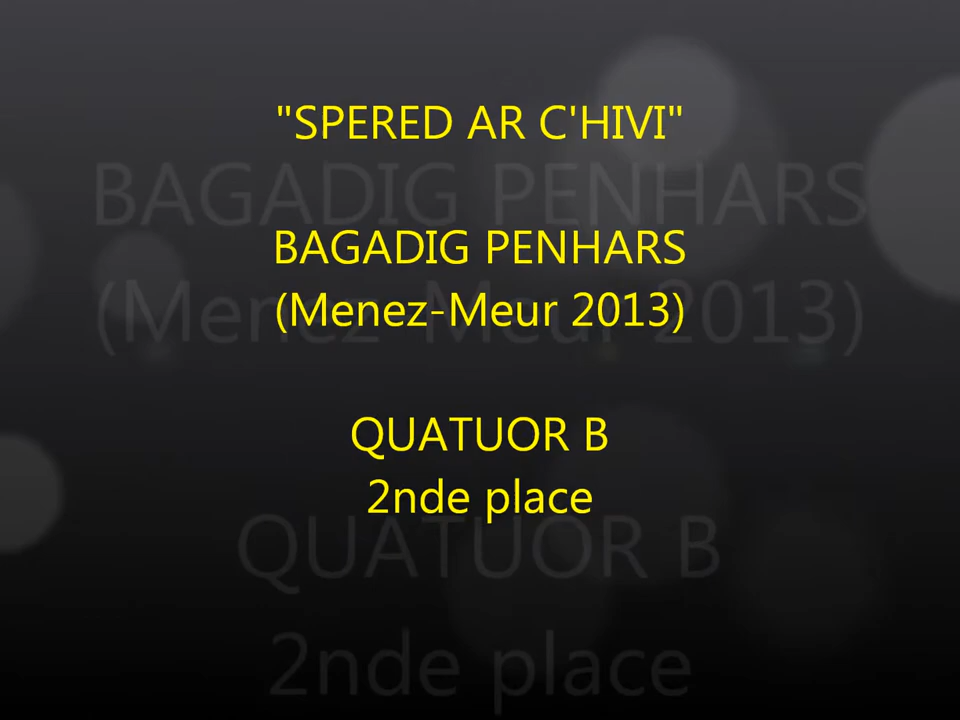 "SPERED AR C'HIVI"
BAGADIG PENHARS
(Menez-Meur 2013)
QUATUOR B
2nde place